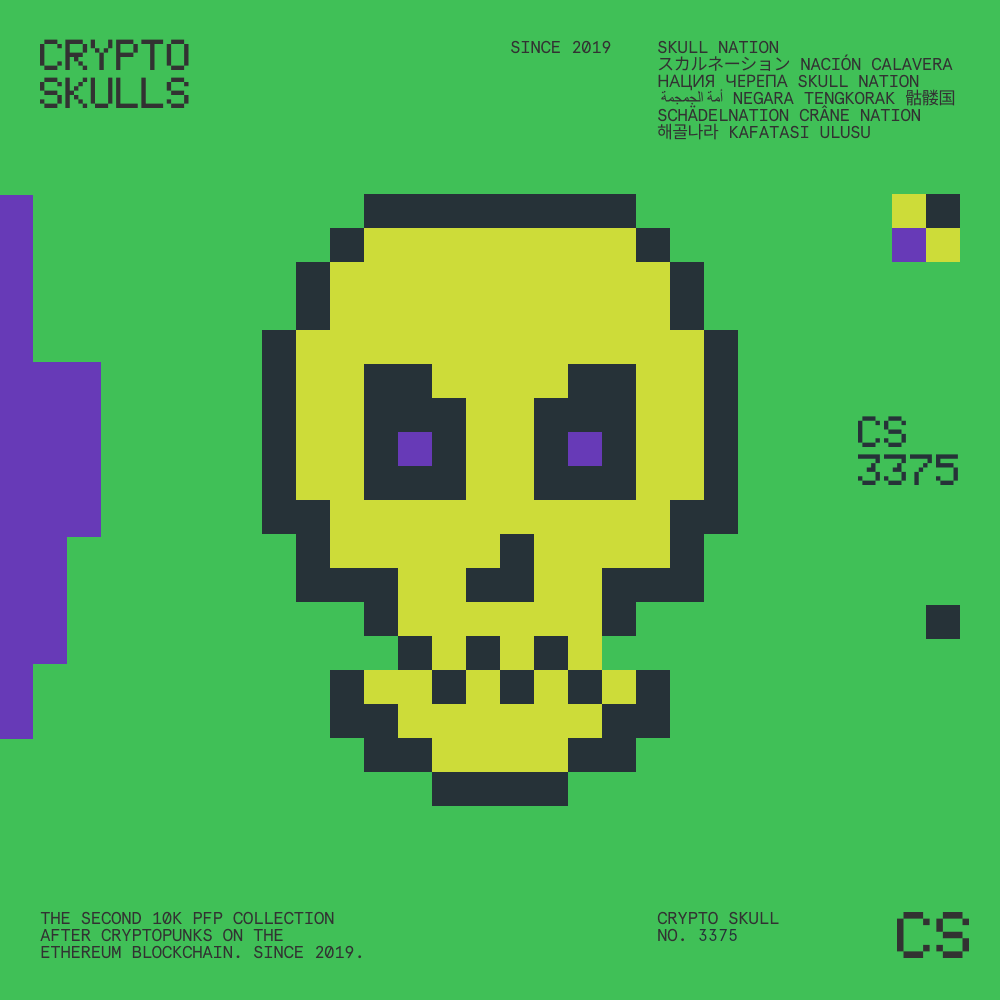 CRYPTO
SKULLS
SINCE 2019
SKULL NATION
スカルネーション NACIÓN CALAVERA
НАЦИЯ ЧЕРЕПА SKULL NATION
أمة الجمجمة NEGARA TENGKORAK 骷髅国
SCHÄDELNATION CRÂNE NATION
해골나라 KAFATASI ULUSU
CS
3375
THE SECOND 10K PFP COLLECTION
AFTER CRYPTOPUNKS ON THE
ETHEREUM BLOCKCHAIN. SINCE 2019.
CRYPTO SKULL
NO. 3375
CS